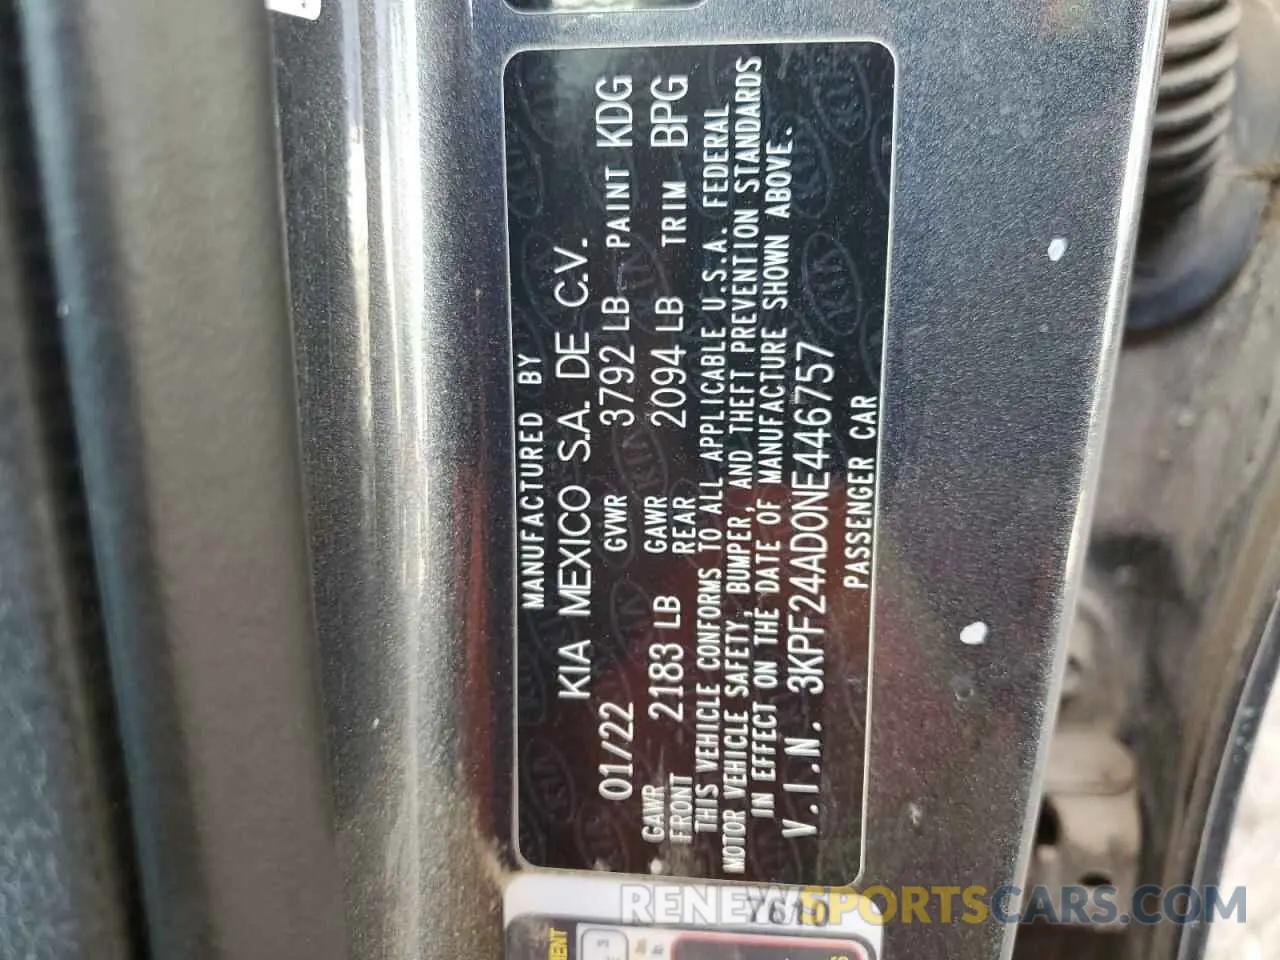 MANUFACTURED BY
KIA MEXICO S.A. DE C.V.
01/22 GVWR 3792 LB PAINT KDG
GAWR FRONT 2183 LB GAWR REAR 2094 LB TRIM BPG
THIS VEHICLE CONFORMS TO ALL APPLICABLE U.S.A. FEDERAL
MOTOR VEHICLE SAFETY, BUMPER, AND THEFT PREVENTION STANDARDS
IN EFFECT ON THE DATE OF MANUFACTURE SHOWN ABOVE.
V.I.N. 3KPF24AD0NE446757
PASSENGER CAR
RENEWSPORTSCARS.COM